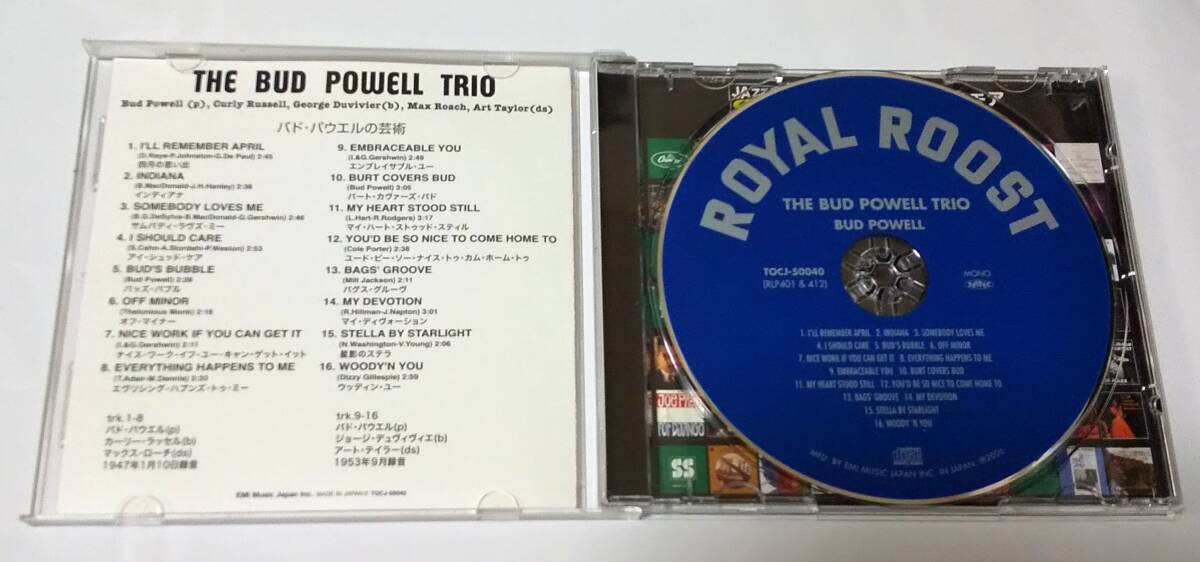 THE BUD POWELL TRIO
Bud Powell (p), Curly Russell, George Duvivier(b), Max Roach, Art Taylor(ds)
バド・パウエルの芸術
1. I'LL REMEMBER APRIL
(D.Raye-P.Johnston-G.De Paul) 2:45
四月の思い出
2. INDIANA
(B.MacDonald-J.H.Hanley) 2:36
インディアナ
3. SOMEBODY LOVES ME
(B.G.DeSylva-B.MacDonald-G.Gershwin) 2:46
サムバディ・ラヴズ・ミー
4. I SHOULD CARE
(S.Cahn-A.Stordahl-P.Weston) 2:53
アイ・シュッド・ケア
5. BUD'S BUBBLE
(Bud Powell)
バッズ・バブル
6. OFF MINOR
(Thelonious Monk) 2:18
オフ・マイナー
7. NICE WORK IF YOU CAN GET IT
(I.&G.Gershwin) 2:11
ナイス・ワーク・イフ・ユー・キャン・ゲット・イット
8. EVERYTHING HAPPENS TO ME
(T.Adair-M.Dennis) 2:20
エヴリシング・ハプンズ・トゥ・ミー
9. EMBRACEABLE YOU
(I.&G.Gershwin) 2:49
エンブレイサブル・ユー
10. BURT COVERS BUD
(Bud Powell) 3:05
バート・カヴァーズ・バド
11. MY HEART STOOD STILL
(L.Hart-R.Rodgers) 3:17
マイ・ハート・ストゥッド・スティル
12. YOU'D BE SO NICE TO COME HOME TO
(Cole Porter) 2:38
ユード・ビー・ソー・ナイス・トゥ・カム・ホーム・トゥ
13. BAGS' GROOVE
(Milt Jackson) 2:11
バグス・グルーヴ
14. MY DEVOTION
(R.Hillman-J.Napton) 3:01
マイ・ディヴォーション
15. STELLA BY STARLIGHT
(N.Washington-V.Young) 2:06
星影のステラ
16. WOODY'N YOU
(Dizzy Gillespie) 2:59
ウッディン・ユー
trk.1-8
バド・パウエル(p)
カーリー・ラッセル(b)
マックス・ローチ(ds)
1947年1月10日録音
trk.9-16
バド・パウエル(p)
ジョージ・デュヴィヴィエ(b)
アート・テイラー(ds)
1953年9月録音
EMI Music Japan Inc. MADE IN JAPAN TOCJ-50040
JAZZ
ROYAL ROOST
THE BUD POWELL TRIO
BUD POWELL
TOCJ-50040
(RLP401 & 412)
MONO
1. I'LL REMEMBER APRIL 2. INDIANA 3. SOMEBODY LOVES ME
4. I SHOULD CARE 5. BUD'S BUBBLE 6. OFF MINOR
7. NICE WORK IF YOU CAN GET IT 8. EVERYTHING HAPPENS TO ME
9. EMBRACEABLE YOU 10. BURT COVERS BUD
11. MY HEART STOOD STILL 12. YOU'D BE SO NICE TO COME HOME TO
13. BAGS' GROOVE 14. MY DEVOTION
15. STELLA BY STARLIGHT
16. WOODY 'N YOU
MFD. BY EMI MUSIC JAPAN INC. IN JAPAN.
SS